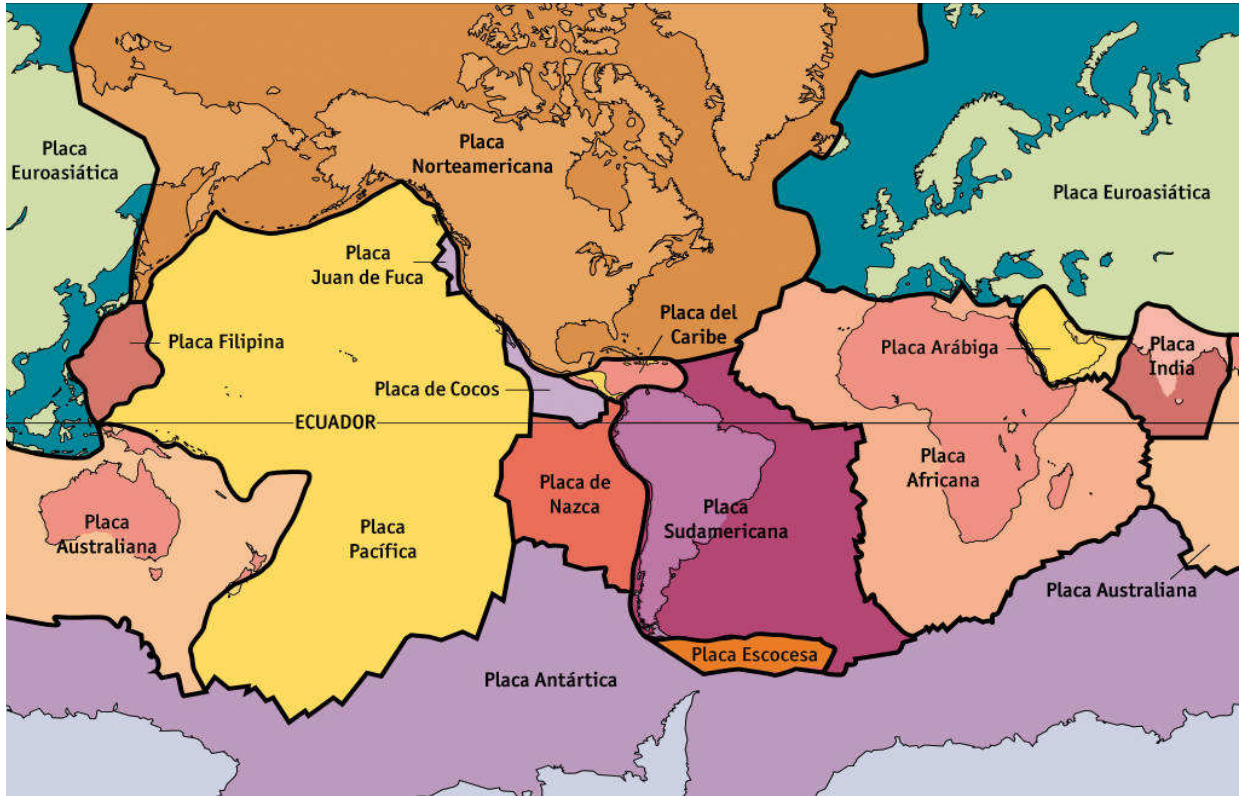 Placa
Norteamericana
Placa
Euroasiática
Placa Euroasiática
Placa
Juan de Fuca
Placa del
Caribe
Placa Filipina
Placa Arábiga
Placa
India
Placa de Cocos
ECUADOR
Placa
Africana
Placa de
Nazca
Placa
Sudamericana
Placa
Australiana
Placa
Pacífica
Placa Australiana
Placa Escocesa
Placa Antártica